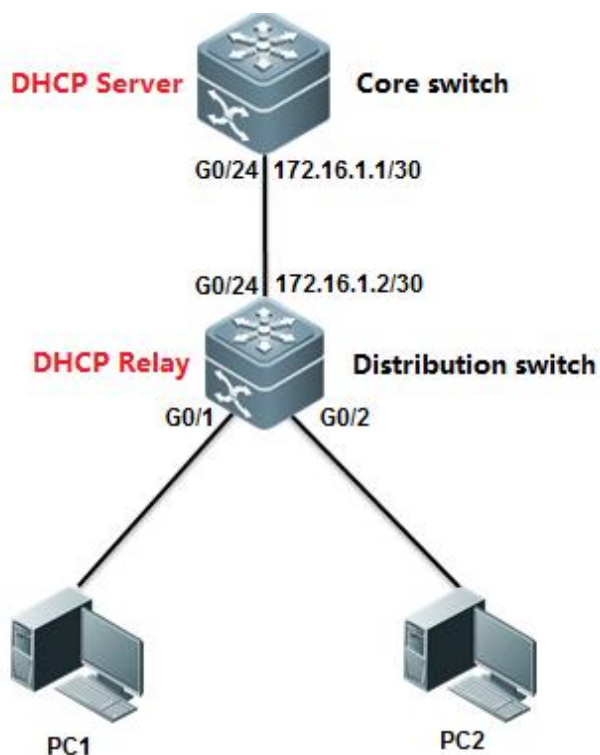 DHCP Server
Core switch
G0/24
172.16.1.1/30
G0/24
172.16.1.2/30
DHCP Relay
Distribution switch
G0/1
G0/2
PC1
PC2